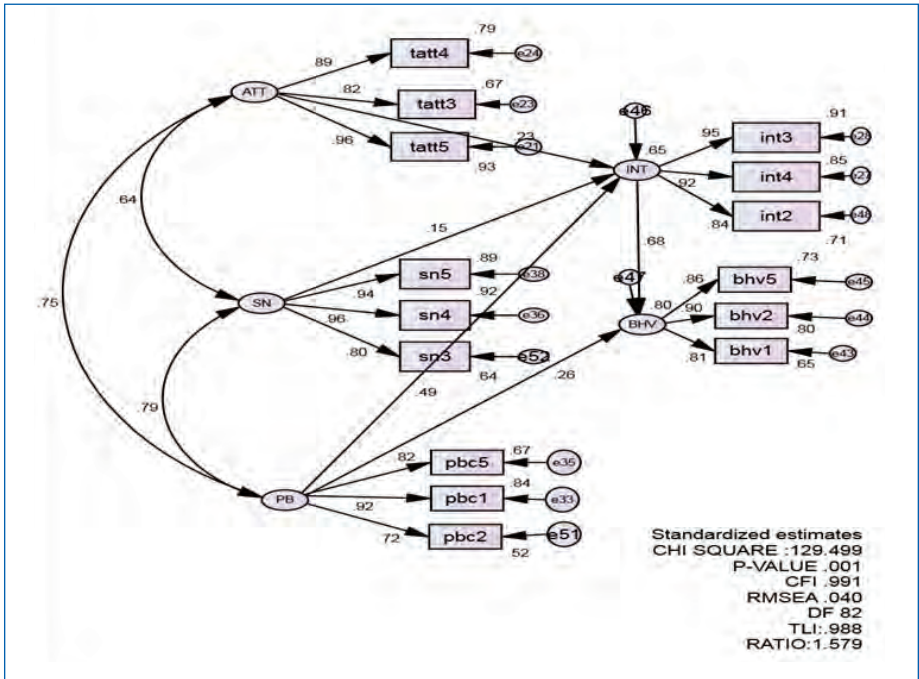 .79
tatt4
e24
.89
ATT
.82
.67
tatt3
e23
.96
.23
tatt5
e21
.93
e46
.65
INT
.95
.91
int3
e28
.92
.85
int4
e27
.84
int2
e48
.71
.64
.15
.68
.75
SN
.94
.89
sn5
e38
.96
.92
sn4
e36
.80
sn3
e52
.64
e47
.80
BHV
.86
.73
bhv5
e45
.90
bhv2
e44
.80
.81
bhv1
e43
.65
.79
.49
.26
PB
.82
.67
pbc5
e35
.92
.84
pbc1
e33
.72
pbc2
e51
.52
Standardized estimates
CHI SQUARE :129.499
P-VALUE .001
CFI .991
RMSEA .040
DF 82
TLI:.988
RATIO:1.579